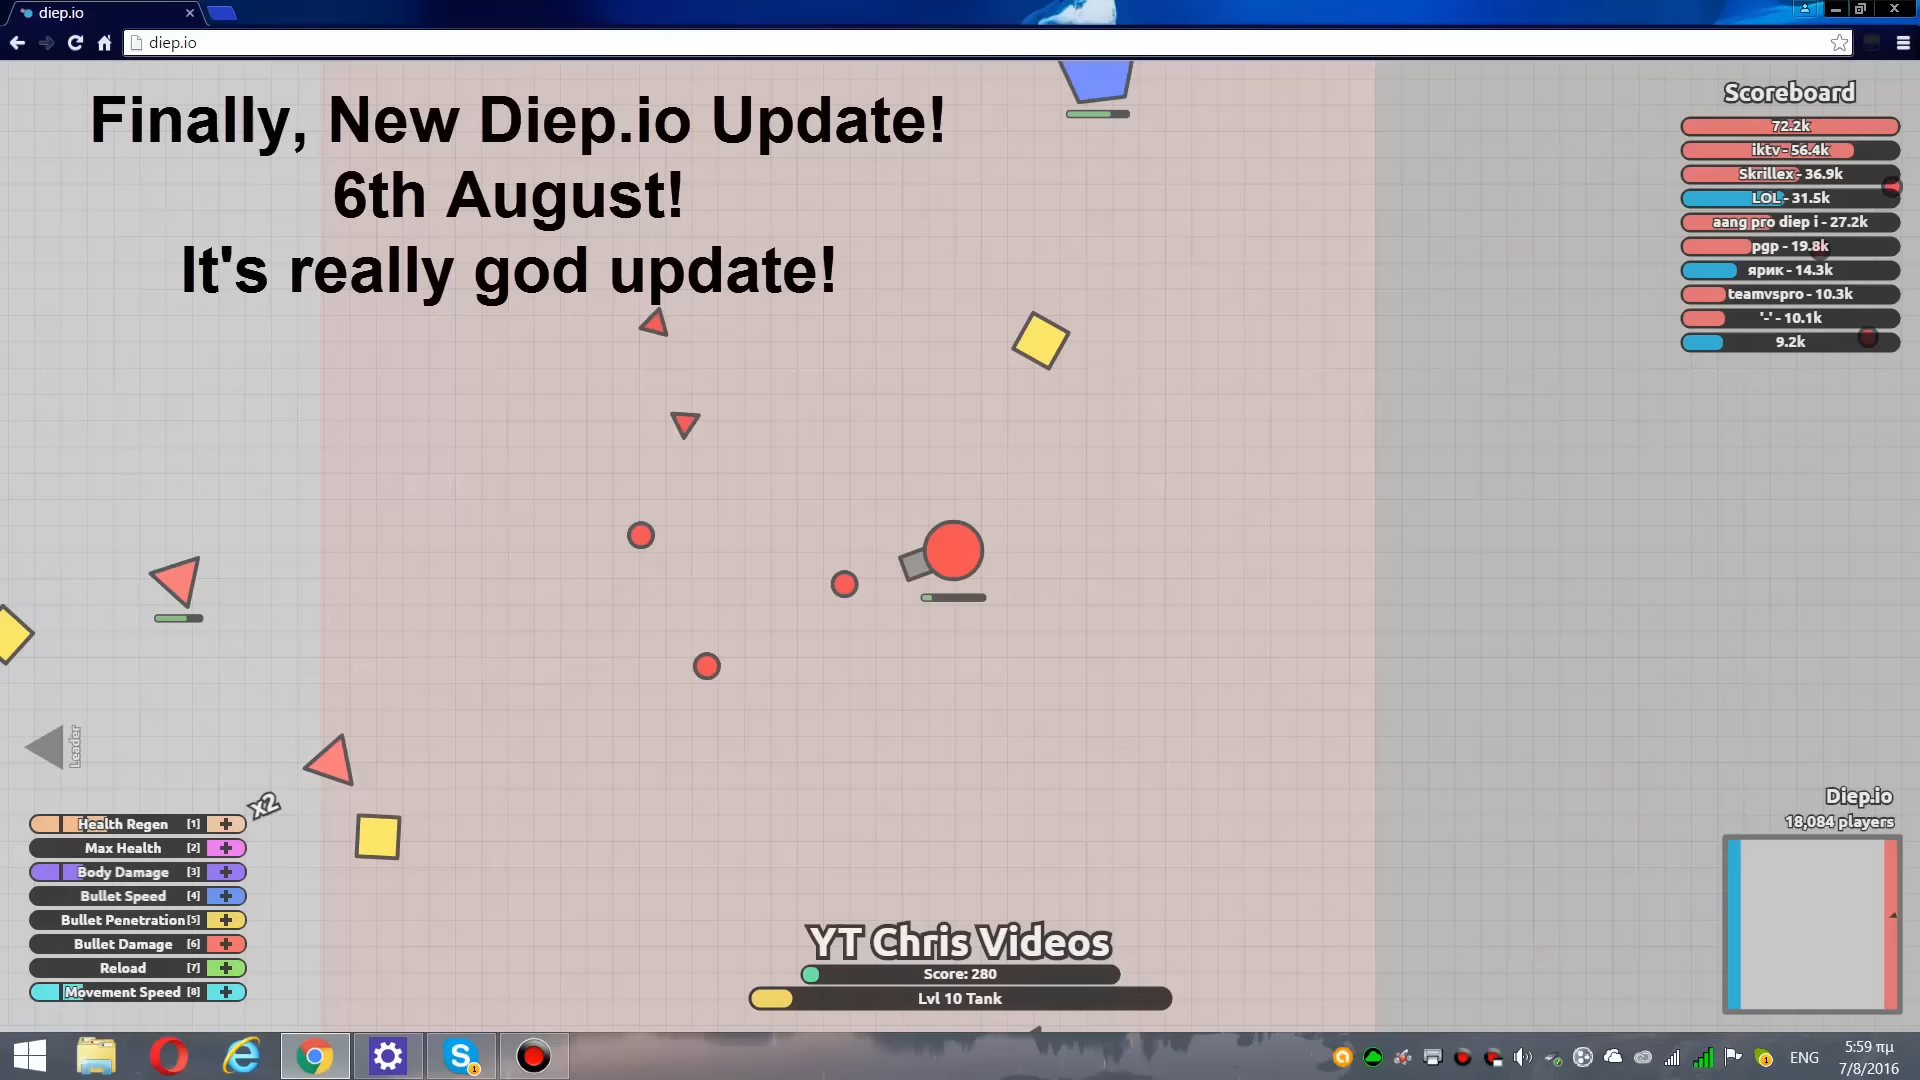 diep.io
diep.io
Finally, New Diep.io Update!
6th August!
It's really god update!
Scoreboard
72.2k
iktv - 56.4k
Skrillex - 36.9k
LOL - 31.5k
aang pro diep i - 27.2k
pgp - 19.8k
ярик - 14.3k
teamvspro - 10.3k
'-' - 10.1k
9.2k
Leader
x2
Health Regen [1]
Max Health [2]
Body Damage [3]
Bullet Speed [4]
Bullet Penetration [5]
Bullet Damage [6]
Reload [7]
Movement Speed [8]
YT Chris Videos
Score: 280
Lvl 10 Tank
Diep.io
18,084 players
ENG
5:59 πμ
7/8/2016